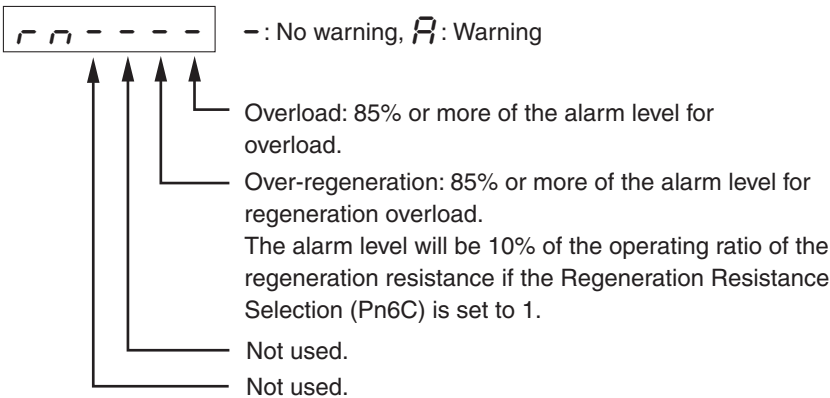 r n - - - -
– : No warning, A : Warning
Overload: 85% or more of the alarm level for
overload.
Over-regeneration: 85% or more of the alarm level for
regeneration overload.
The alarm level will be 10% of the operating ratio of the
regeneration resistance if the Regeneration Resistance
Selection (Pn6C) is set to 1.
Not used.
Not used.